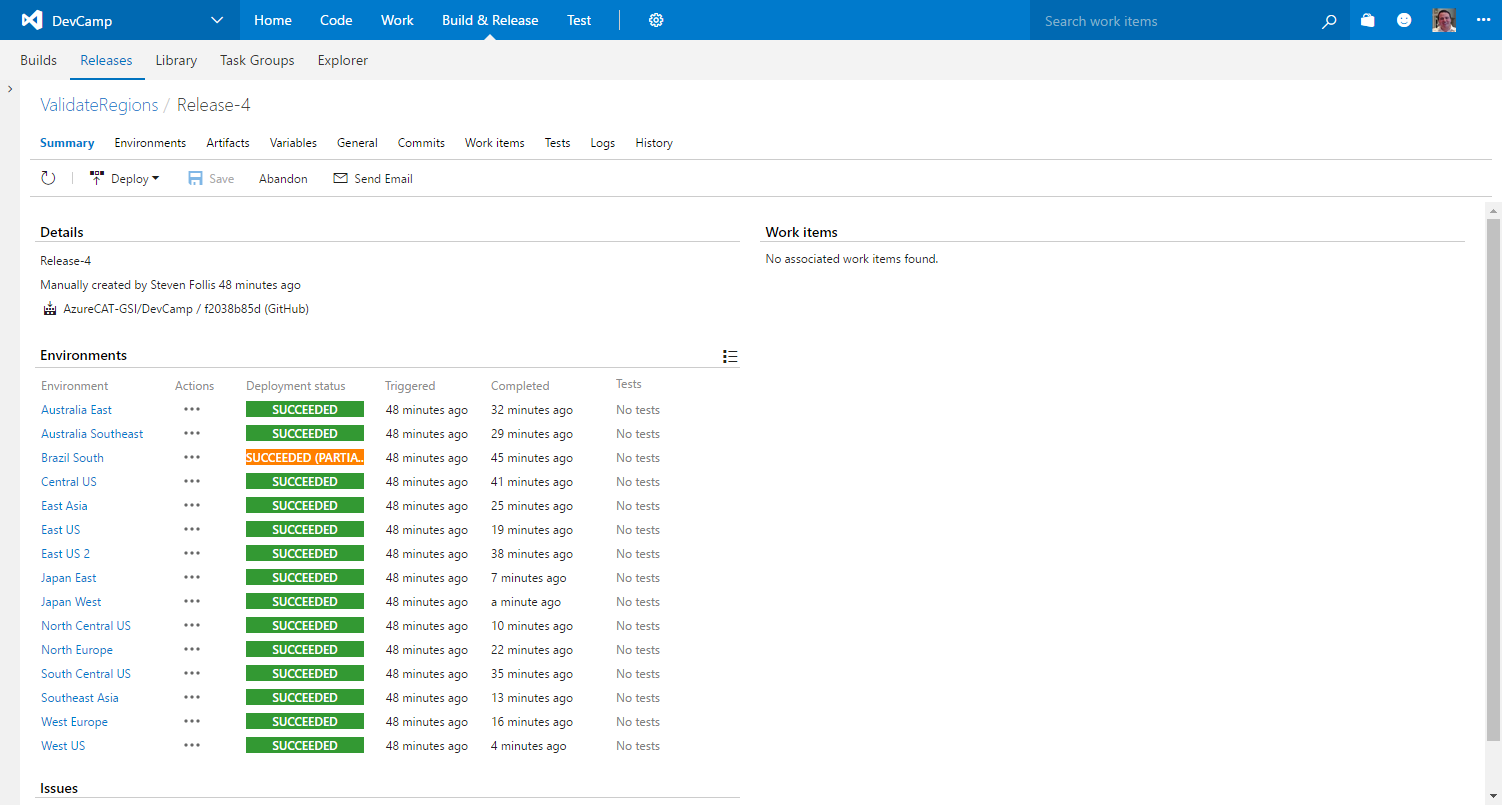 DevCamp Home Code Work Build & Release Test Search work items
Builds Releases Library Task Groups Explorer
ValidateRegions / Release-4
Summary Environments Artifacts Variables General Commits Work items Tests Logs History
Deploy Save Abandon Send Email
Details
Release-4
Manually created by Steven Follis 48 minutes ago
AzureCAT-GSI/DevCamp / f2038b85d (GitHub)
Work items
No associated work items found.
Environments
Environment Actions Deployment status Triggered Completed Tests
Australia East ••• SUCCEEDED 48 minutes ago 32 minutes ago No tests
Australia Southeast ••• SUCCEEDED 48 minutes ago 29 minutes ago No tests
Brazil South ••• SUCCEEDED (PARTIA... 48 minutes ago 45 minutes ago No tests
Central US ••• SUCCEEDED 48 minutes ago 41 minutes ago No tests
East Asia ••• SUCCEEDED 48 minutes ago 25 minutes ago No tests
East US ••• SUCCEEDED 48 minutes ago 19 minutes ago No tests
East US 2 ••• SUCCEEDED 48 minutes ago 38 minutes ago No tests
Japan East ••• SUCCEEDED 48 minutes ago 7 minutes ago No tests
Japan West ••• SUCCEEDED 48 minutes ago a minute ago No tests
North Central US ••• SUCCEEDED 48 minutes ago 10 minutes ago No tests
North Europe ••• SUCCEEDED 48 minutes ago 22 minutes ago No tests
South Central US ••• SUCCEEDED 48 minutes ago 35 minutes ago No tests
Southeast Asia ••• SUCCEEDED 48 minutes ago 13 minutes ago No tests
West Europe ••• SUCCEEDED 48 minutes ago 16 minutes ago No tests
West US ••• SUCCEEDED 48 minutes ago 4 minutes ago No tests
Issues